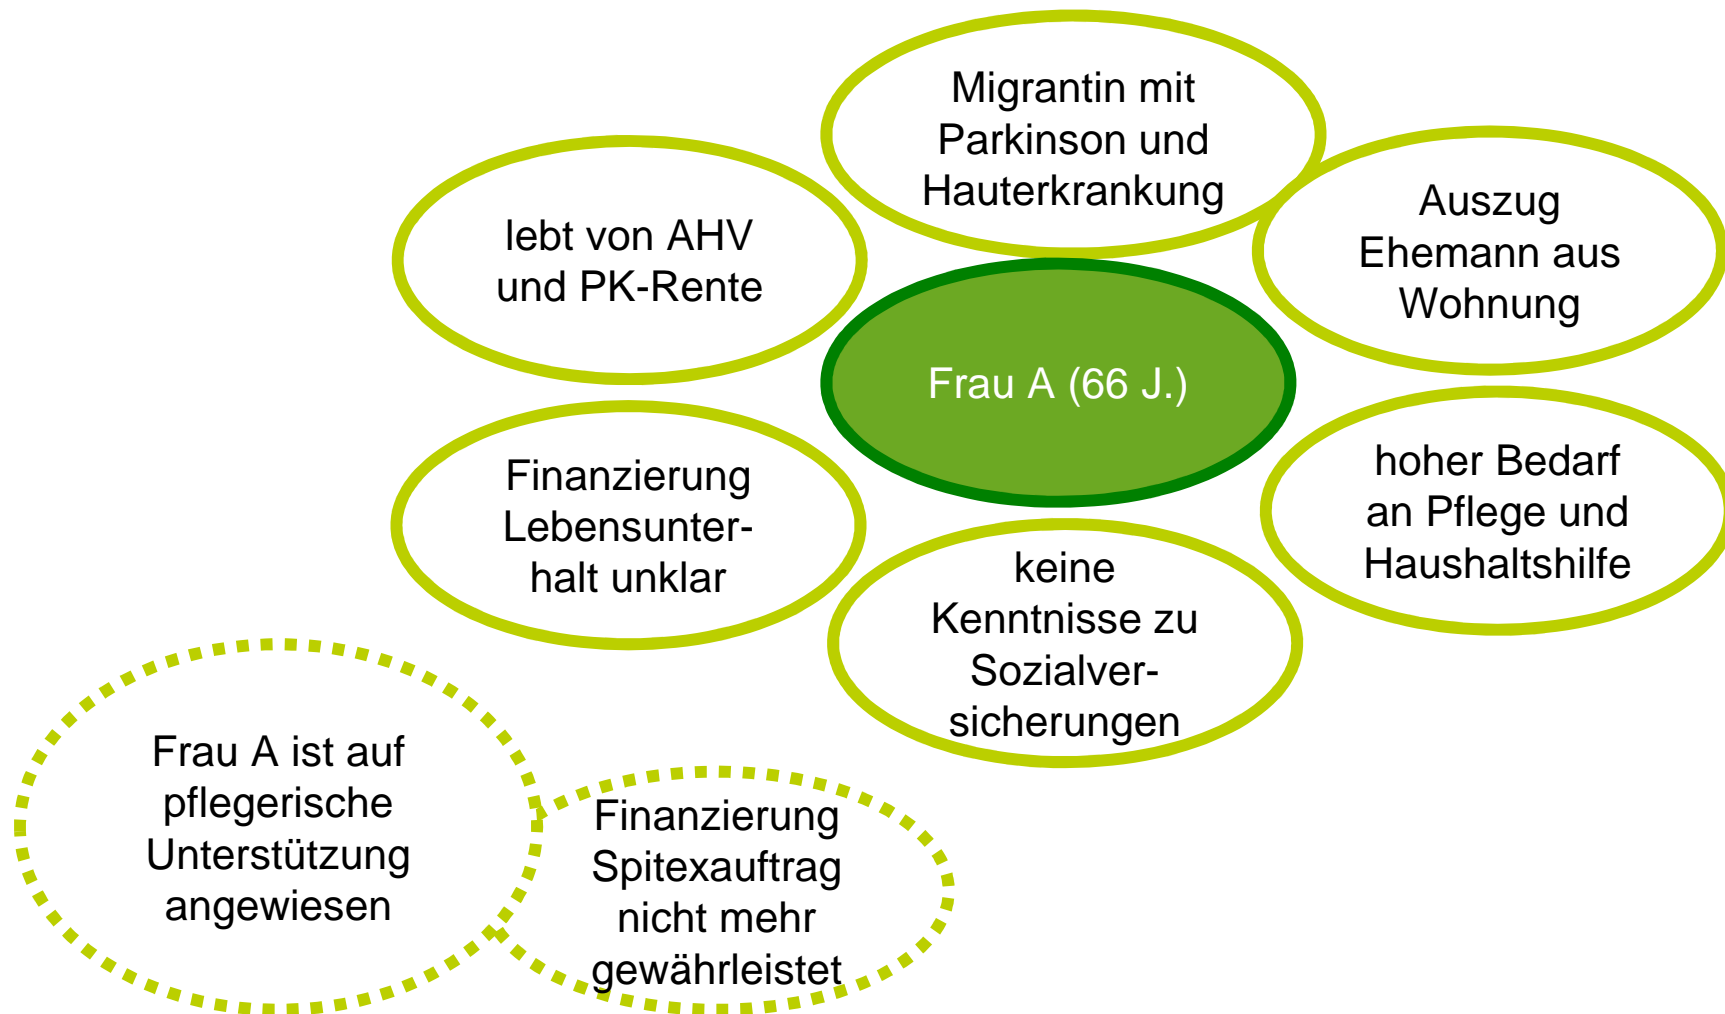 Migrantin mit
Parkinson und
Hauterkrankung
lebt von AHV
und PK-Rente
Auszug
Ehemann aus
Wohnung
Frau A (66 J.)
Finanzierung
Lebensunter-
halt unklar
hoher Bedarf
an Pflege und
Haushaltshilfe
keine
Kenntnisse zu
Sozialver-
sicherungen
Frau A ist auf
pflegerische
Unterstützung
angewiesen
Finanzierung
Spitexauftrag
nicht mehr
gewährleistet